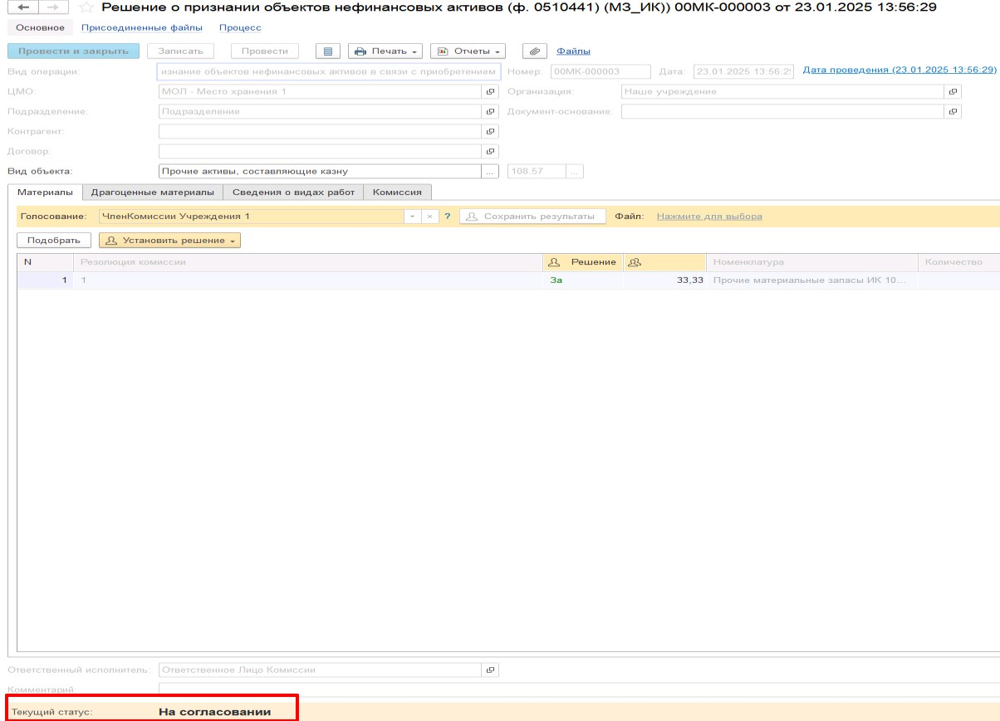 Решение о признании объектов нефинансовых активов (ф. 0510441) (МЗ_ИК)) 00МК-000003 от 23.01.2025 13:56:29
Основное Присоединенные файлы Процесс
Провести и закрыть Записать Провести Печать Отчеты Файлы
Вид операции: изнание объектов нефинансовых активов в связи с приобретением Номер: 00МК-000003 Дата: 23.01.2025 13:56:2 Дата проведения (23.01.2025 13:56:29)
ЦМО: МОЛ - Место хранения 1 Организация: Наше учреждение
Подразделение: Подразделение Документ-основание:
Контрагент:
Договор:
Вид объекта: Прочие активы, составляющие казну ... 108.57 ...
Материалы Драгоценные материалы Сведения о видах работ Комиссия
Голосование: ЧленКомиссии Учреждения 1 × ? Сохранить результаты Файл: Нажмите для выбора
Подобрать Установить решение
N Резолюция комиссии Решение Номенклатура Количество
1 1 За 33,33 Прочие материальные запасы ИК 10...
Ответственный исполнитель: Ответственное Лицо Комиссии
Комментарий:
Текущий статус: На согласовании